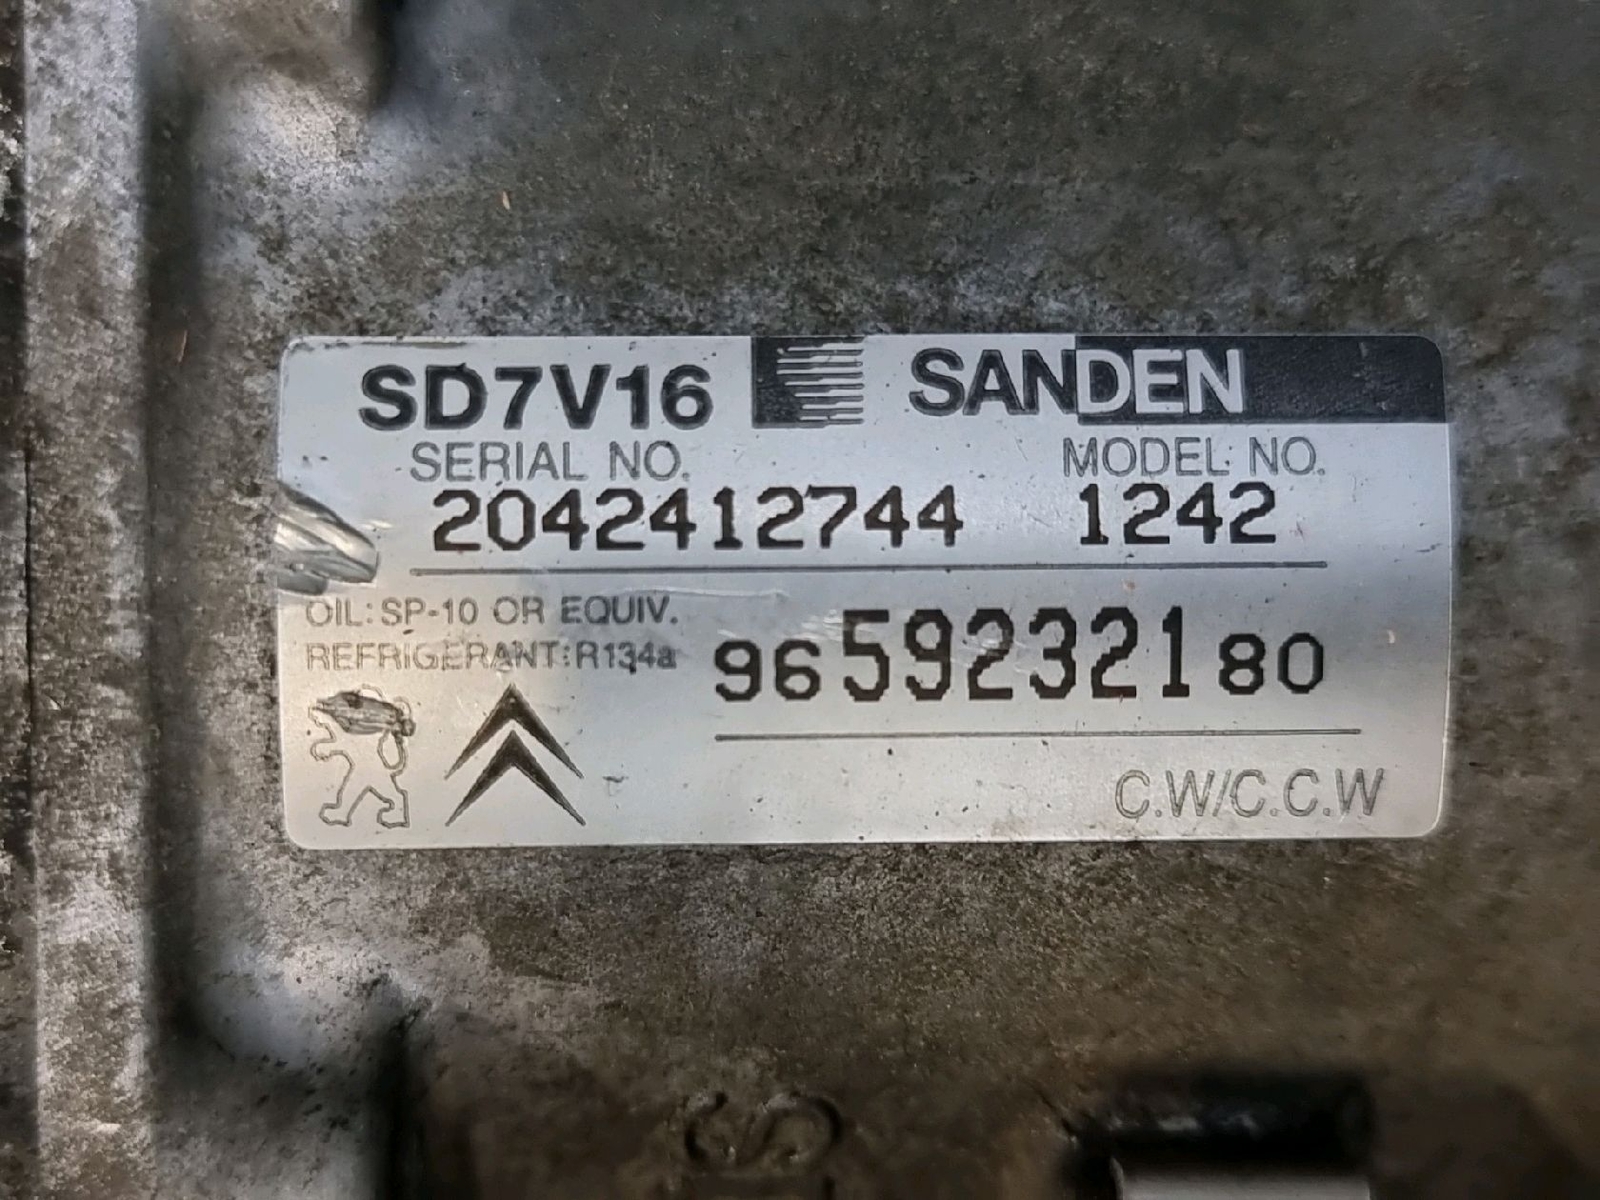 SD7V16 SANDEN
SERIAL NO. MODEL NO.
2042412744 1242
OIL: SP-10 OR EQUIV.
REFRIGERANT: R134a
9659232180
C.W/C.C.W